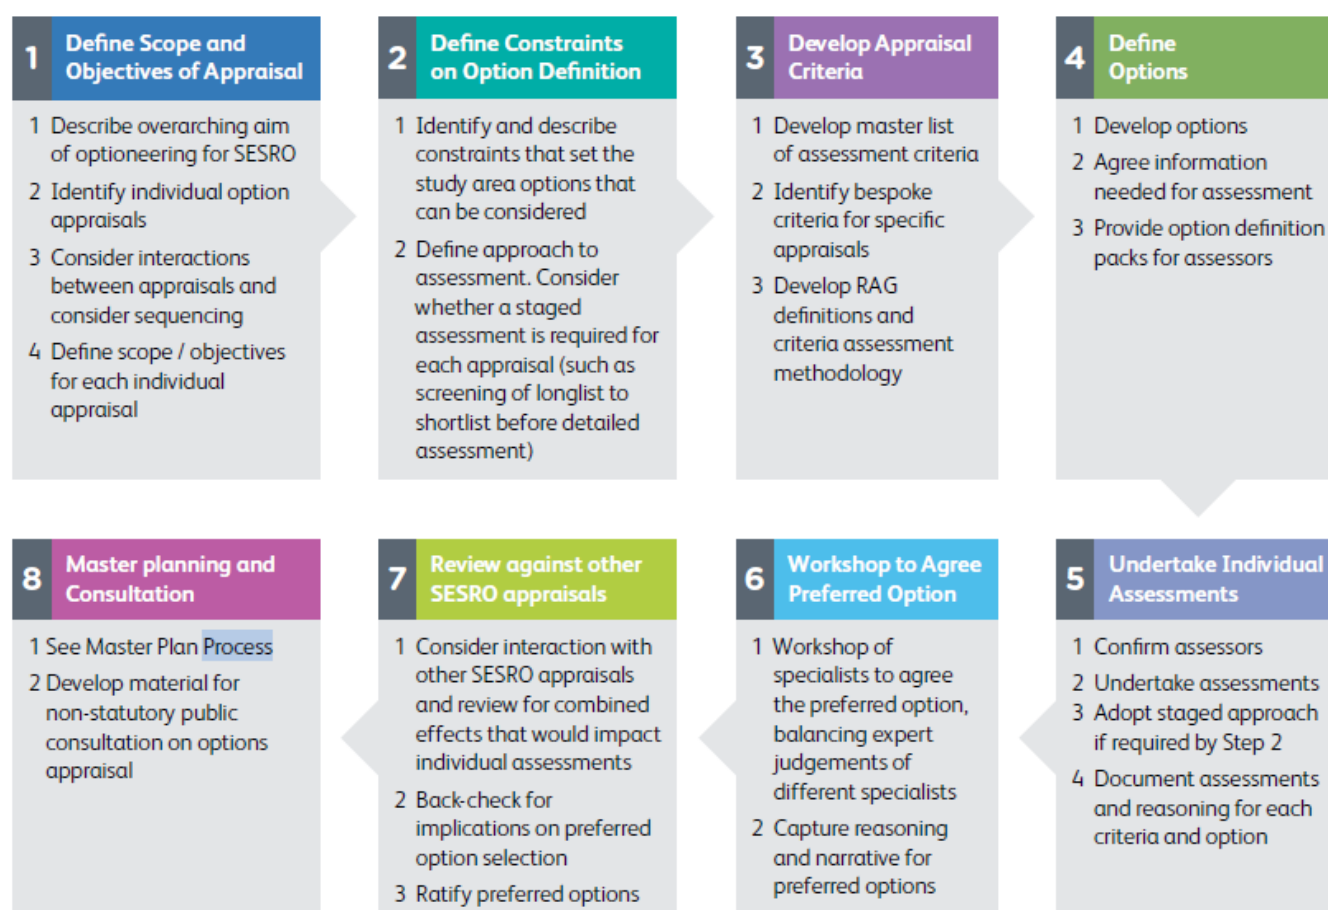 1
Define Scope and
Objectives of Appraisal
1 Describe overarching aim
of optioneering for SESRO
2 Identify individual option
appraisals
3 Consider interactions
between appraisals and
consider sequencing
4 Define scope / objectives
for each individual
appraisal
2
Define Constraints
on Option Definition
1 Identify and describe
constraints that set the
study area options that
can be considered
2 Define approach to
assessment. Consider
whether a staged
assessment is required for
each appraisal (such as
screening of longlist to
shortlist before detailed
assessment)
3
Develop Appraisal
Criteria
1 Develop master list
of assessment criteria
2 Identify bespoke
criteria for specific
appraisals
3 Develop RAG
definitions and
criteria assessment
methodology
4
Define
Options
1 Develop options
2 Agree information
needed for assessment
3 Provide option definition
packs for assessors
5
Undertake Individual
Assessments
1 Confirm assessors
2 Undertake assessments
3 Adopt staged approach
if required by Step 2
4 Document assessments
and reasoning for each
criteria and option
6
Workshop to Agree
Preferred Option
1 Workshop of
specialists to agree
the preferred option,
balancing expert
judgements of
different specialists
2 Capture reasoning
and narrative for
preferred options
7
Review against other
SESRO appraisals
1 Consider interaction with
other SESRO appraisals
and review for combined
effects that would impact
individual assessments
2 Back-check for
implications on preferred
option selection
3 Ratify preferred options
8
Master planning and
Consultation
1 See Master Plan Process
2 Develop material for
non-statutory public
consultation on options
appraisal